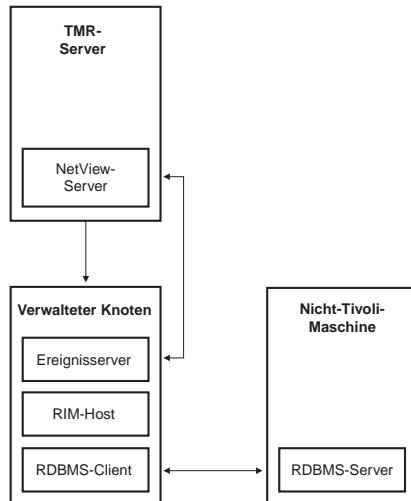 TMR-
Server
NetView-
Server
Verwalteter Knoten
Ereignisserver
RIM-Host
RDBMS-Client
Nicht-Tivoli-
Maschine
RDBMS-Server